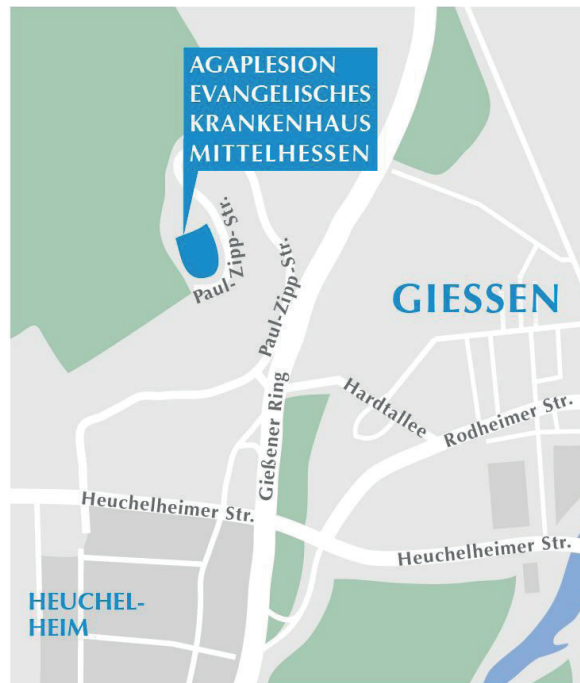 AGAPLESION
EVANGELISCHES
KRANKENHAUS
MITTELHESSEN
Paul-Zipp-Str.
Paul-Zipp-Str.
GIESSEN
Hardtallee
Rodheimer Str.
Gießener Ring
Heuchelheimer Str.
Heuchelheimer Str.
HEUCHEL-
HEIM